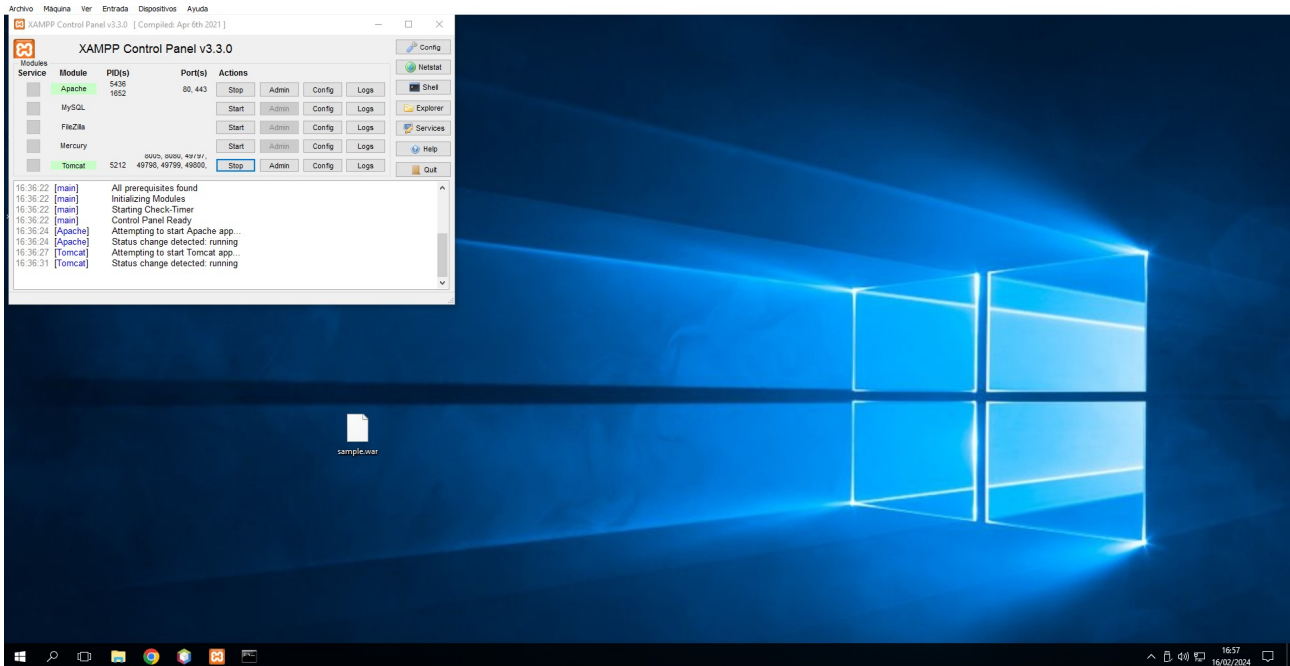 Archivo Máquina Ver Entrada Dispositivos Ayuda
XAMPP Control Panel v3.3.0 [ Compiled: Apr 6th 2021 ]
XAMPP Control Panel v3.3.0
Config
Modules
Netstat
Service Module PID(s) Port(s) Actions
Apache 5436 1652 80, 443 Stop Admin Config Logs
Shell
MySQL Start Admin Config Logs
Explorer
FileZilla Start Admin Config Logs
Services
Mercury Start Admin Config Logs
Help
8005, 8080, 49797,
Tomcat 5212 49798, 49799, 49800, Stop Admin Config Logs
Quit
16:36:22 [main] All prerequisites found
16:36:22 [main] Initializing Modules
16:36:22 [main] Starting Check-Timer
16:36:22 [main] Control Panel Ready
16:36:24 [Apache] Attempting to start Apache app...
16:36:24 [Apache] Status change detected: running
16:36:27 [Tomcat] Attempting to start Tomcat app...
16:36:31 [Tomcat] Status change detected: running
sample.war
16:57
16/02/2024